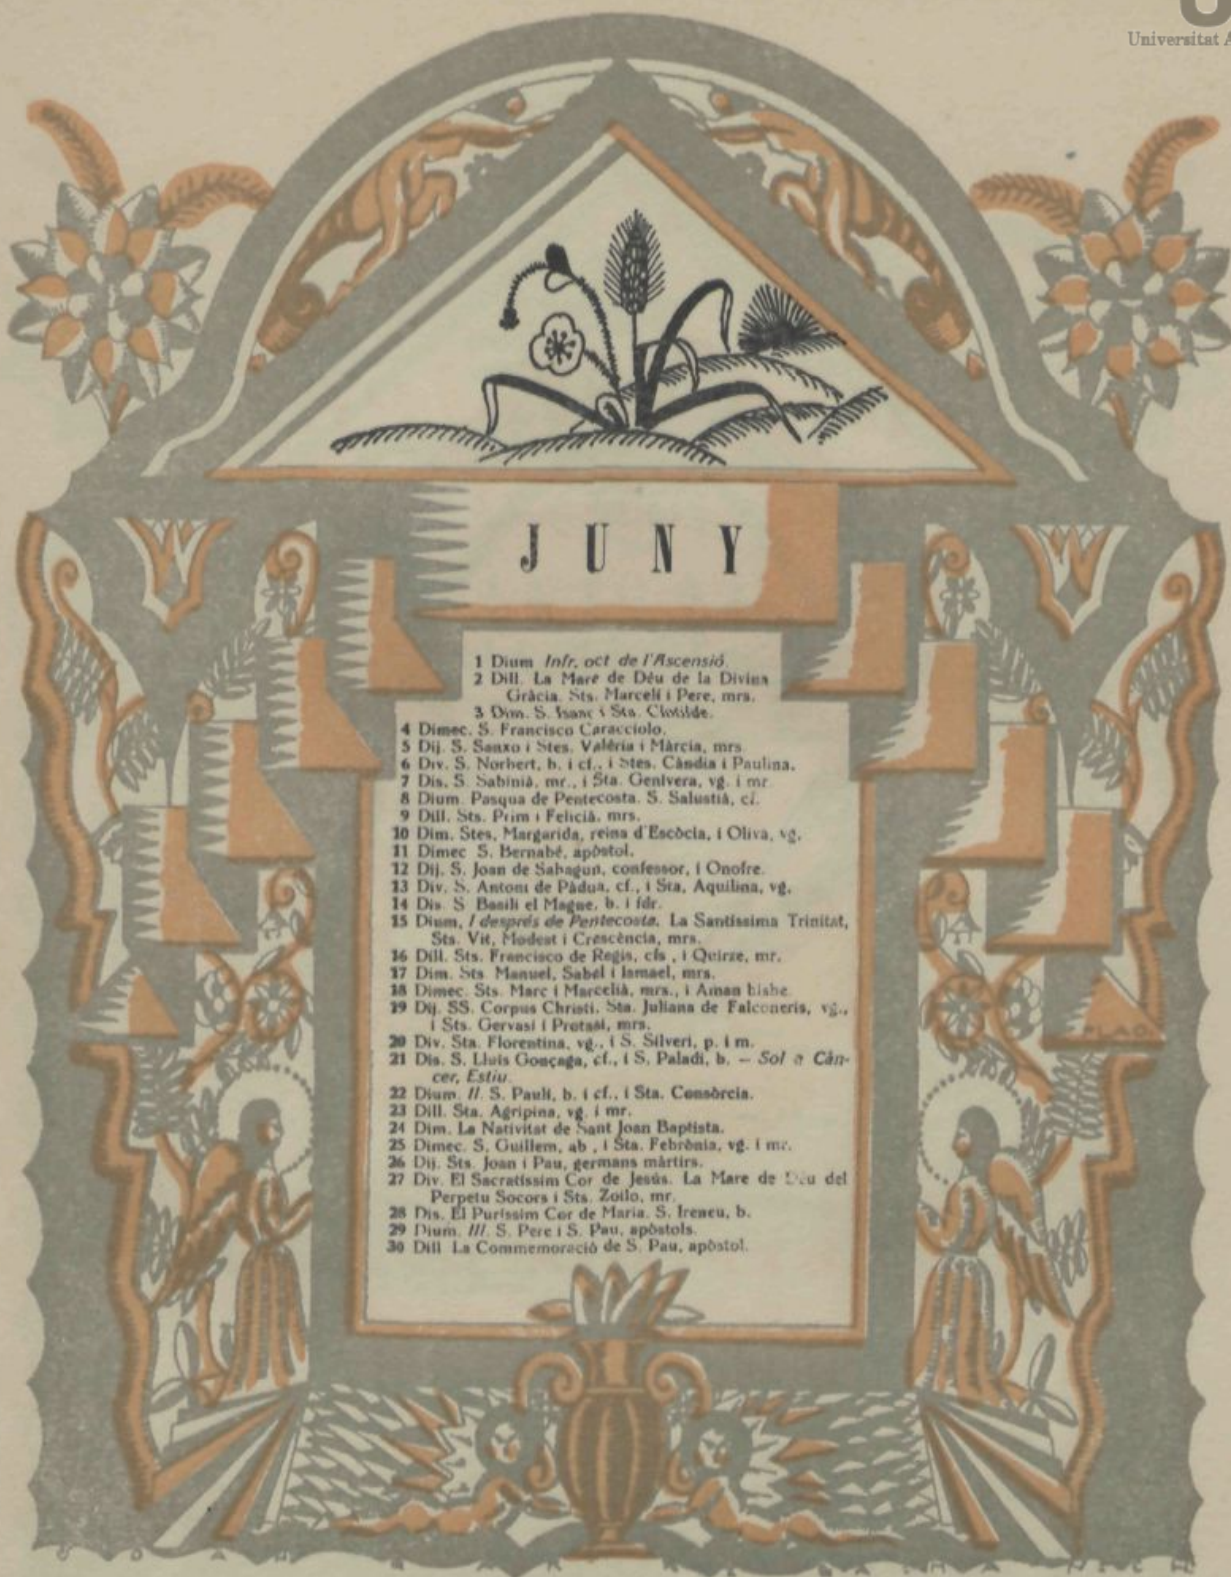 Universitat A
JUNY
1 Dium Infr. oct de l'Ascensió.
2 Dill. La Mare de Dèu de la Divina
Gràcia. Sts. Marcelí i Pere, mrs.
3 Dim. S. Isaac i Sta. Clotilde.
4 Dimec. S. Francisco Caracciolo.
5 Dij. S. Sanxo i Stes. Valèria i Màrcia, mrs
6 Div. S. Norbert, b. i cf., i Stes. Càndia i Paulina.
7 Dis. S. Sabinià, mr., i Sta. Genivera, vg. i mr
8 Dium. Pasqua de Pentecosta. S. Salustià, cf.
9 Dill. Sts. Prim i Felicià, mrs.
10 Dim. Stes. Margarida, reina d'Escòcia, i Oliva, vg.
11 Dimec S. Bernabé, apòstol.
12 Dij. S. Joan de Sahagun, confessor, i Onofre.
13 Div. S. Antoni de Pàdua, cf., i Sta. Aquilina, vg.
14 Dis. S Basili el Magne, b. i fdr.
15 Dium. I després de Pentecosta. La Santíssima Trinitat,
Sts. Vit, Modest i Crescència, mrs.
16 Dill. Sts. Francisco de Regis, cfs , i Quirze, mr.
17 Dim. Sts Manuel, Sabel i Ismael, mrs.
18 Dimec. Sts. Marc i Marcelià, mrs., i Aman bisbe
19 Dij. SS. Corpus Christi. Sta. Juliana de Falconeris, vg.,
i Sts. Gervasi i Protasi, mrs.
20 Div. Sta. Florentina, vg., i S. Silveri, p. i m.
21 Dis. S. Lluis Gonçaga, cf., i S. Paladi, b. — Sol a Càn-
cer, Estiu.
22 Dium. II. S. Paulí, b. i cf., i Sta. Consòrcia.
23 Dill. Sta. Agripina, vg. i mr.
24 Dim. La Nativitat de Sant Joan Baptista.
25 Dimec. S. Guillem, ab , i Sta. Febrònia, vg. i mr.
26 Dij. Sts. Joan i Pau, germans màrtirs.
27 Div. El Sacratíssim Cor de Jesús. La Mare de Déu del
Perpetu Socors i Sts. Zoilo, mr.
28 Dis. El Puríssim Cor de Maria. S. Ireneu, b.
29 Dium. III. S. Pere i S. Pau, apòstols.
30 Dill La Commemoració de S. Pau, apòstol.